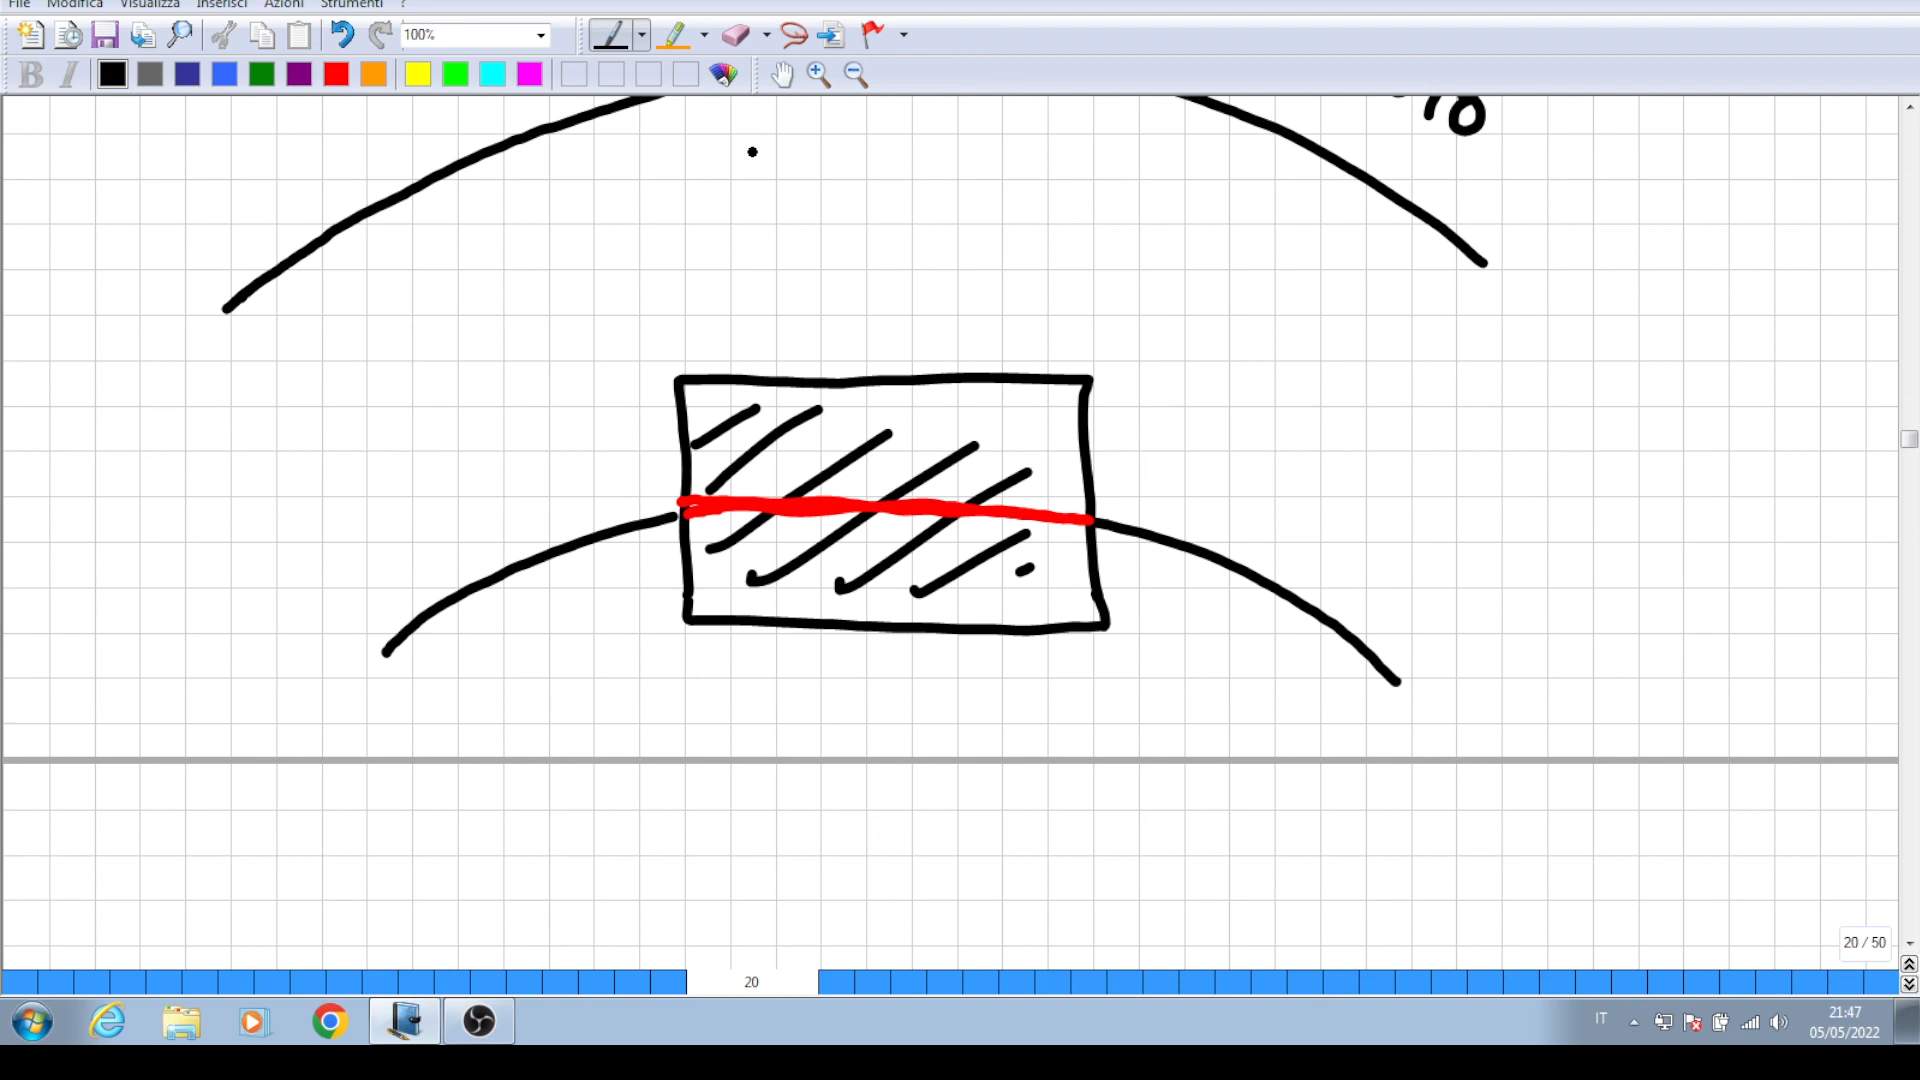 File Modifica Visualizza Inserisci Azioni Strumenti ?
100%
B I
20 / 50
20
IT
21:47
05/05/2022